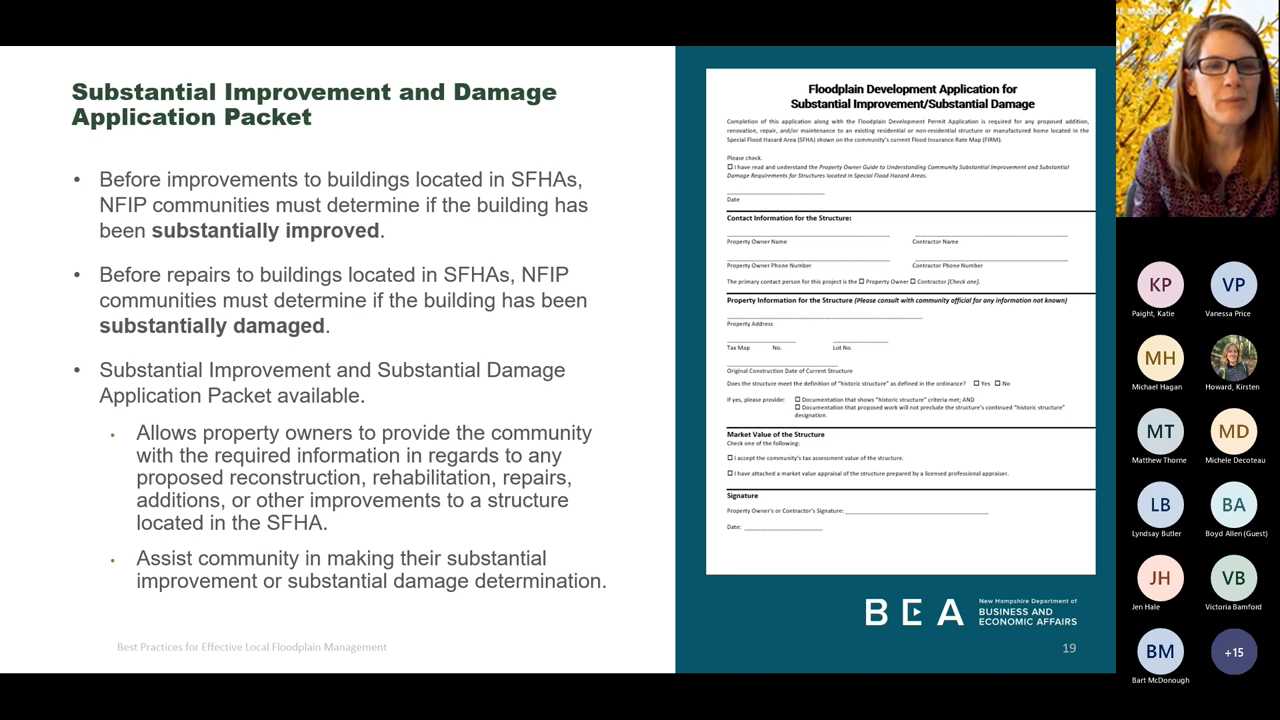 Substantial Improvement and Damage
Application Packet
• Before improvements to buildings located in SFHAs,
NFIP communities must determine if the building has
been substantially improved.
• Before repairs to buildings located in SFHAs, NFIP
communities must determine if the building has been
substantially damaged.
• Substantial Improvement and Substantial Damage
Application Packet available.
• Allows property owners to provide the community
with the required information in regards to any
proposed reconstruction, rehabilitation, repairs,
additions, or other improvements to a structure
located in the SFHA.
• Assist community in making their substantial
improvement or substantial damage determination.
Best Practices for Effective Local Floodplain Management
Floodplain Development Application for
Substantial Improvement/Substantial Damage
Completion of this application along with the Floodplain Development Permit Application is required for any proposed addition,
renovation, repair, and/or maintenance to an existing residential or non-residential structure or manufactured home located in the
Special Flood Hazard Area (SFHA) shown on the community's current Flood Insurance Rate Map (FIRM).
Please check.
☐ I have read and understand the Property Owner Guide to Understanding Community Substantial Improvement and Substantial
Damage Requirements for Structures located in Special Flood Hazard Areas.
Date
Contact Information for the Structure:
Property Owner Name Contractor Name
Property Owner Phone Number Contractor Phone Number
The primary contact person for this project is the ☐ Property Owner ☐ Contractor [Check one].
Property Information for the Structure (Please consult with community official for any information not known)
Property Address
Tax Map No. Lot No.
Original Construction Date of Current Structure
Does the structure meet the definition of "historic structure" as defined in the ordinance? ☐ Yes ☐ No
If yes, please provide: ☐ Documentation that shows "historic structure" criteria met; AND
☐ Documentation that proposed work will not preclude the structure's continued "historic structure"
designation.
Market Value of the Structure
Check one of the following:
☐ I accept the community's tax assessment value of the structure.
☐ I have attached a market value appraisal of the structure prepared by a licensed professional appraiser.
Signature
Property Owner's or Contractor's Signature:
Date:
BEA
New Hampshire Department of
BUSINESS AND
ECONOMIC AFFAIRS
19
KP VP
Paight, Katie Vanessa Price
MH
Michael Hagan Howard, Kirsten
MT MD
Matthew Thorne Michele Decoteau
LB BA
Lyndsay Butler Boyd Allen (Guest)
JH VB
Jen Hale Victoria Bamford
BM +15
Bart McDonough